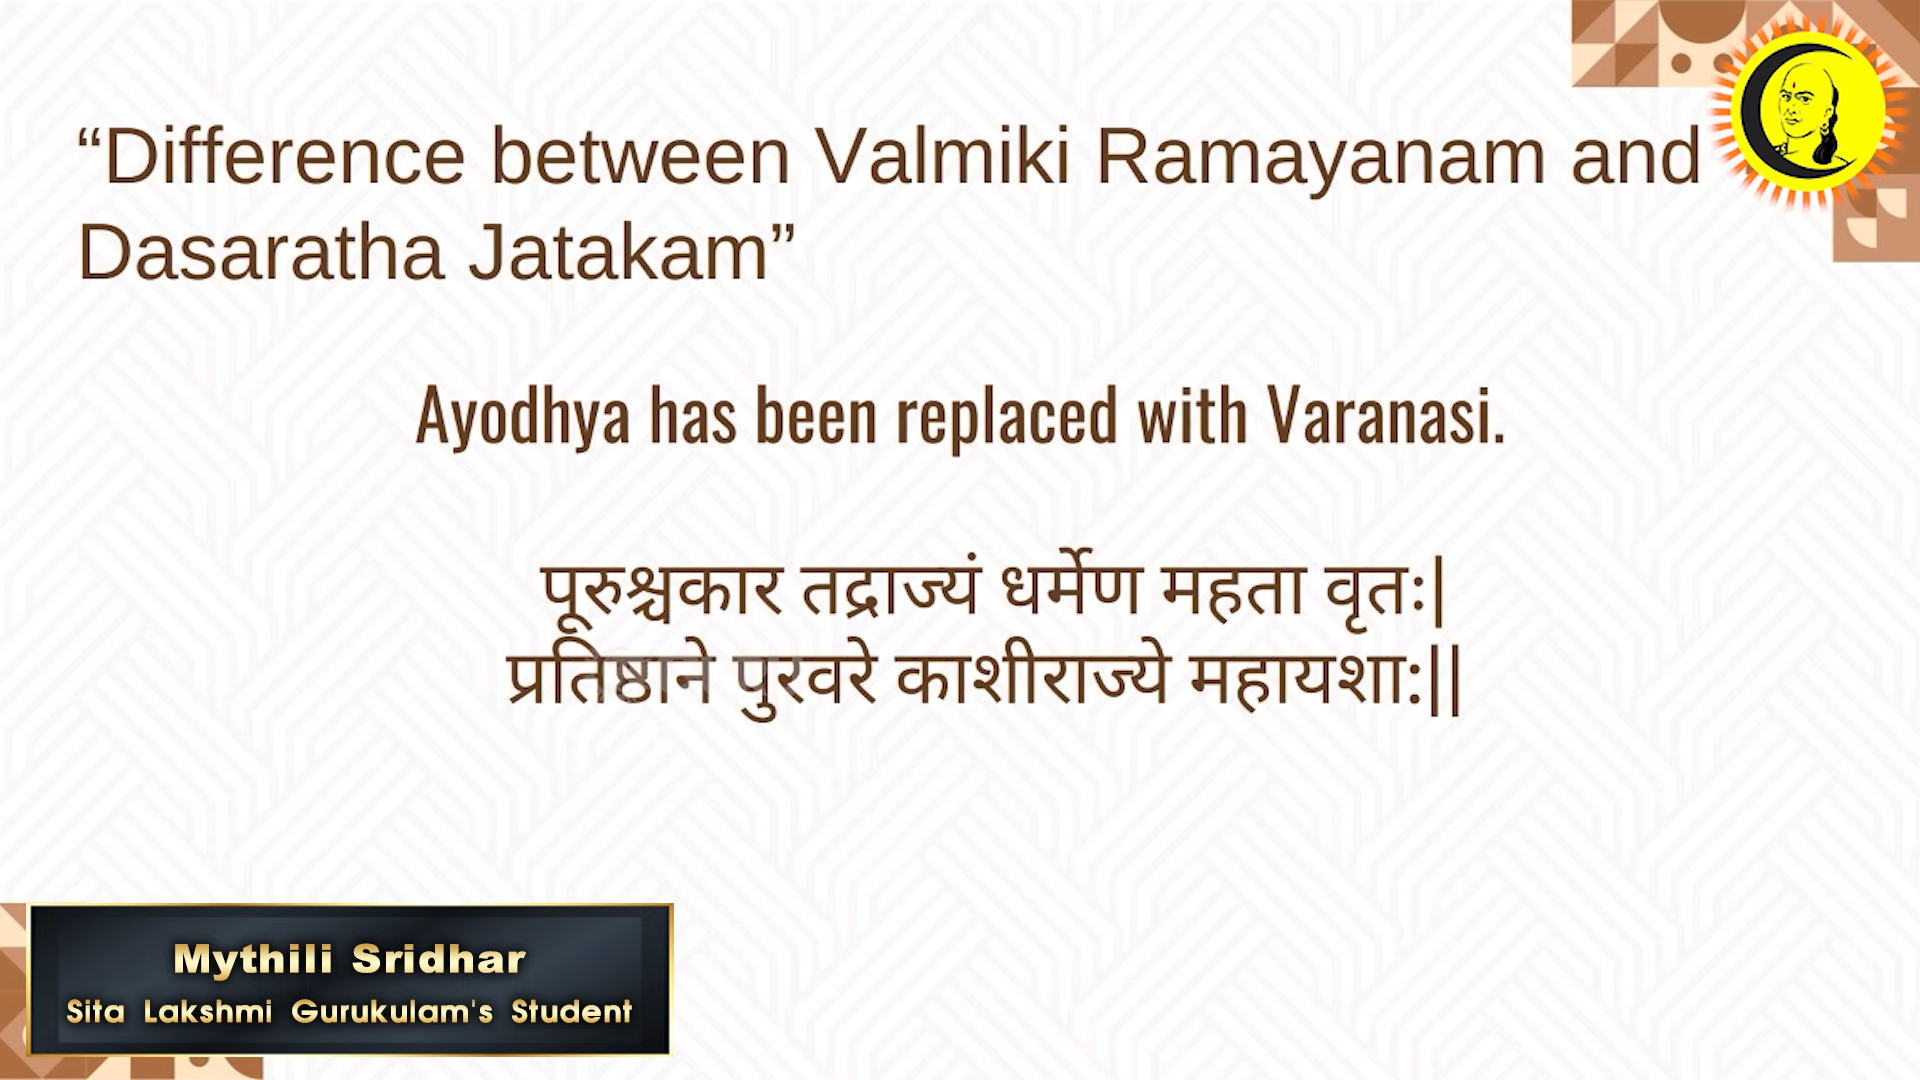 “Difference between Valmiki Ramayanam and
Dasaratha Jatakam”
Ayodhya has been replaced with Varanasi.
पूरुश्चकार तद्राज्यं धर्मेण महता वृतः|
प्रतिष्ठाने पुरवरे काशीराज्ये महायशा:||
Mythili Sridhar
Sita Lakshmi Gurukulam's Student